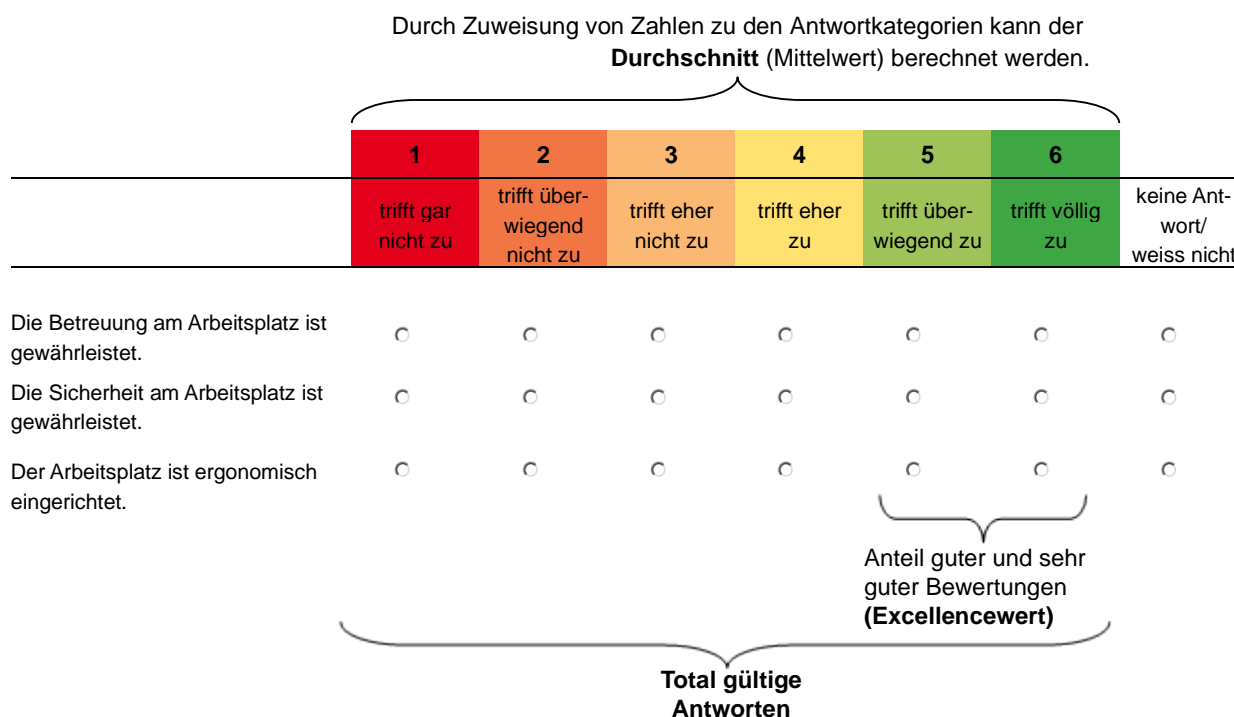 Durch Zuweisung von Zahlen zu den Antwortkategorien kann der
Durchschnitt (Mittelwert) berechnet werden.
1 2 3 4 5 6
trifft gar
nicht zu
trifft über-
wiegend
nicht zu
trifft eher
nicht zu
trifft eher
zu
trifft über-
wiegend zu
trifft völlig
zu
keine Ant-
wort/
weiss nicht
Die Betreuung am Arbeitsplatz ist
gewährleistet.
Die Sicherheit am Arbeitsplatz ist
gewährleistet.
Der Arbeitsplatz ist ergonomisch
eingerichtet.
Anteil guter und sehr
guter Bewertungen
(Excellencewert)
Total gültige
Antworten